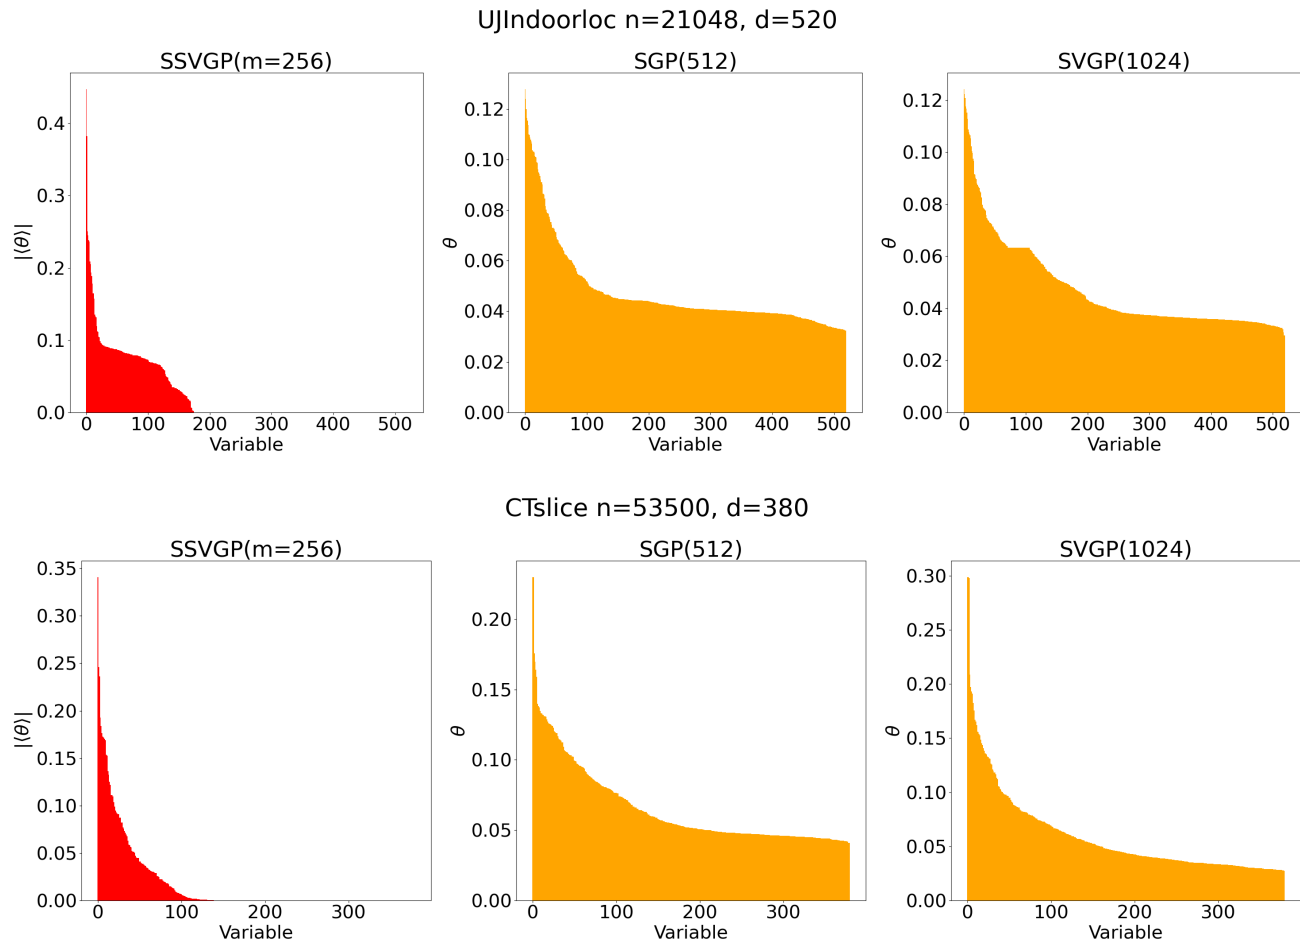 UJIndoorloc n=21048, d=520
SSVGP(m=256)
SGP(512)
SVGP(1024)
|⟨θ⟩|
0.4
0.3
0.2
0.1
0.0
0 100 200 300 400 500
Variable
θ
0.12
0.10
0.08
0.06
0.04
0.02
0.00
0 100 200 300 400 500
Variable
θ
0.12
0.10
0.08
0.06
0.04
0.02
0.00
0 100 200 300 400 500
Variable
CTslice n=53500, d=380
SSVGP(m=256)
SGP(512)
SVGP(1024)
|⟨θ⟩|
0.35
0.30
0.25
0.20
0.15
0.10
0.05
0.00
0 100 200 300
Variable
θ
0.20
0.15
0.10
0.05
0.00
0 100 200 300
Variable
θ
0.30
0.25
0.20
0.15
0.10
0.05
0.00
0 100 200 300
Variable